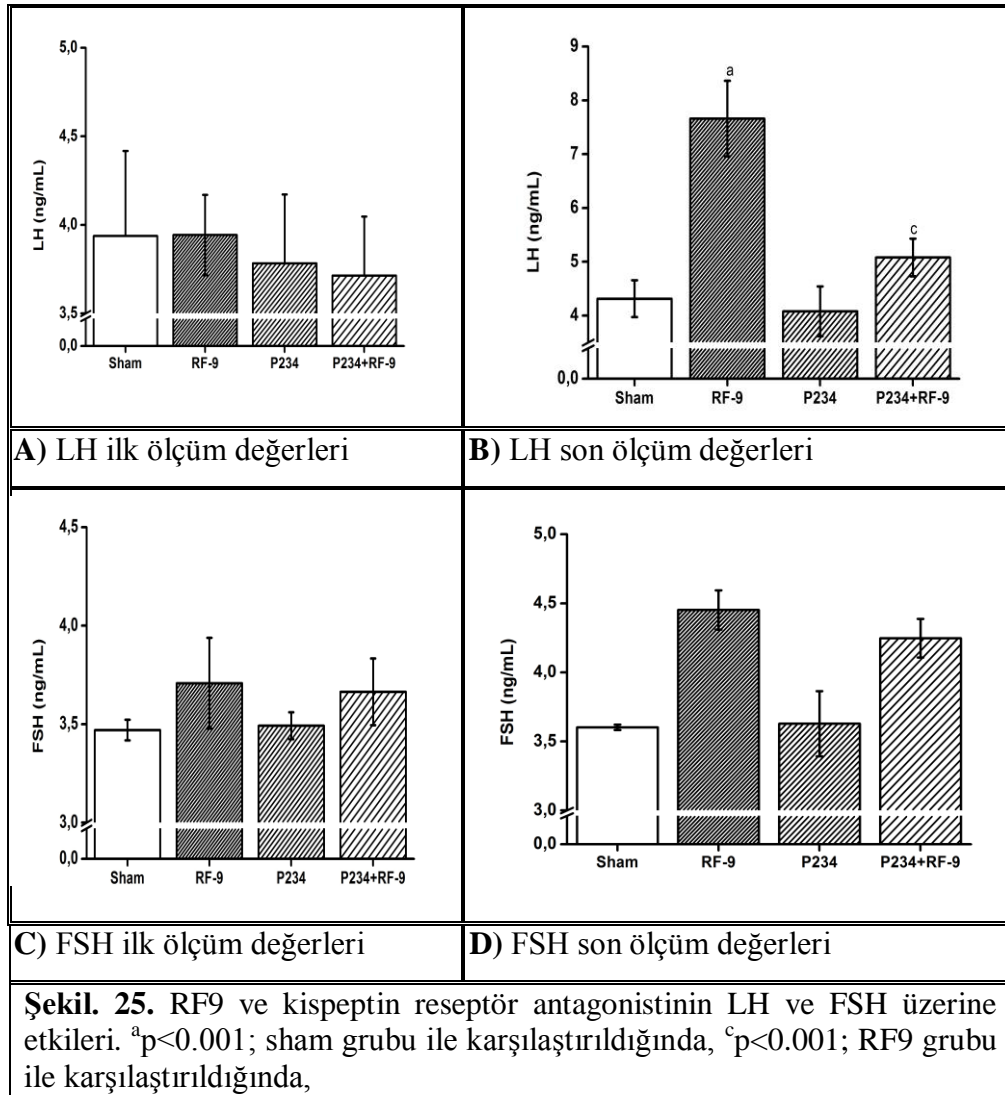 5,0
4,5
4,0
3,5
0,0
LH (ng/mL)
Sham RF-9 P234 P234+RF-9
9
8
7
6
5
4
0,0
LH (ng/mL)
a
c
Sham RF-9 P234 P234+RF-9
A) LH ilk ölçüm değerleri
B) LH son ölçüm değerleri
4,5
4,0
3,5
3,0
0,0
FSH (ng/mL)
Sham RF-9 P234 P234+RF-9
5,0
4,5
4,0
3,5
3,0
0,0
FSH (ng/mL)
Sham RF-9 P234 P234+RF-9
C) FSH ilk ölçüm değerleri
D) FSH son ölçüm değerleri
Şekil. 25. RF9 ve kispeptin reseptör antagonistinin LH ve FSH üzerine
etkileri. ᵃp<0.001; sham grubu ile karşılaştırıldığında, ᶜp<0.001; RF9 grubu
ile karşılaştırıldığında,